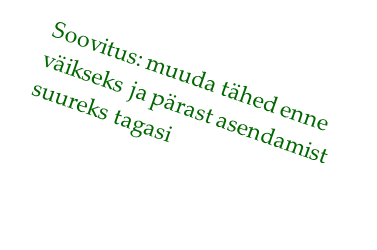 Soovitus: muuda tähed enne
väikseks ja pärast asendamist
suureks tagasi